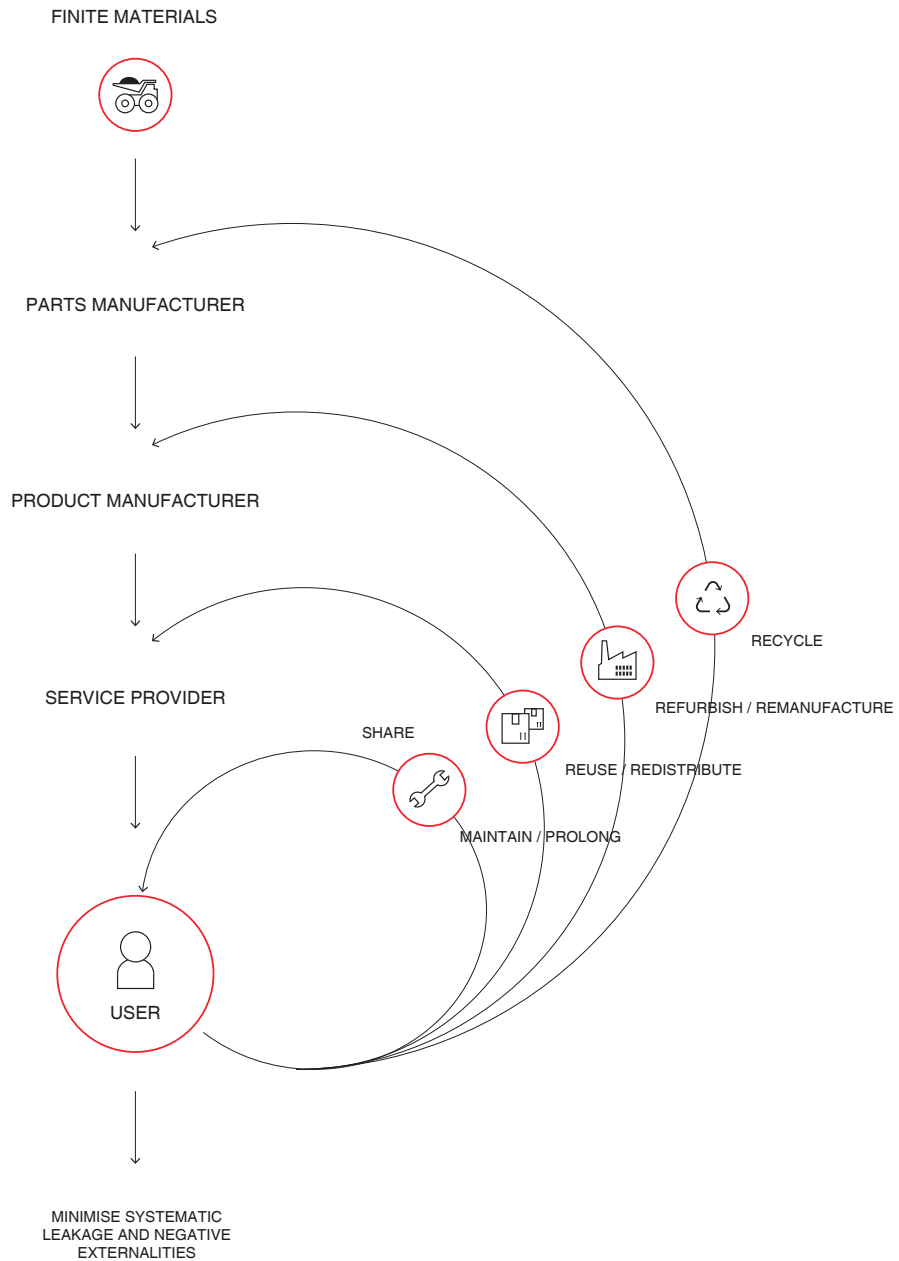 FINITE MATERIALS
PARTS MANUFACTURER
PRODUCT MANUFACTURER
RECYCLE
SERVICE PROVIDER
REFURBISH / REMANUFACTURE
SHARE
REUSE / REDISTRIBUTE
MAINTAIN / PROLONG
USER
MINIMISE SYSTEMATIC
LEAKAGE AND NEGATIVE
EXTERNALITIES